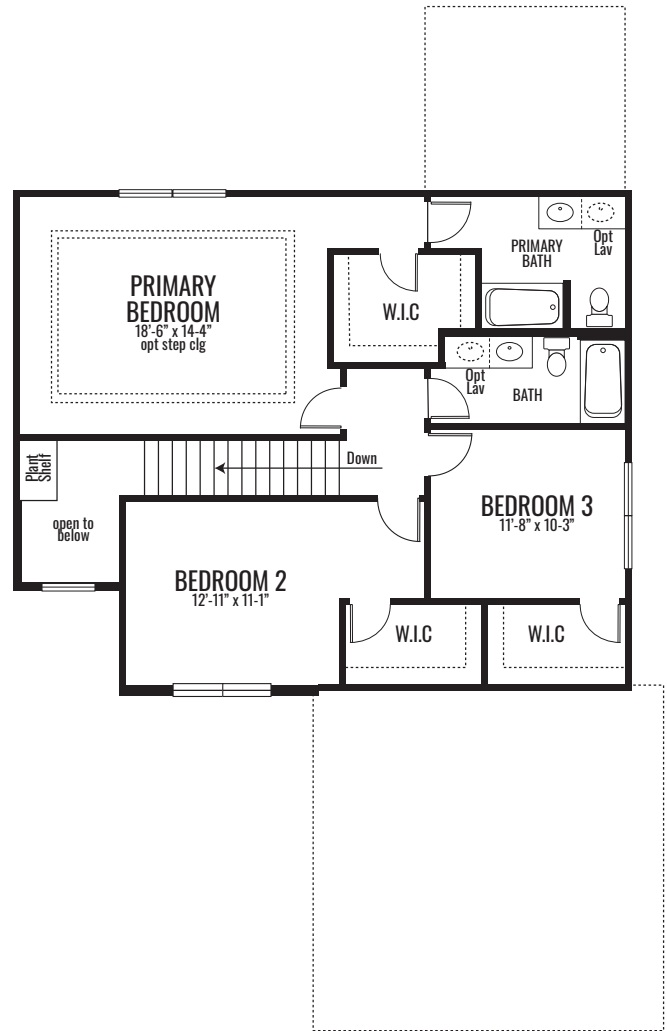 PRIMARY
BEDROOM
18’-6” x 14-4”
opt step clg
W.I.C
PRIMARY
BATH
Opt
Lav
Opt
Lav
BATH
Down
Plant
Shelf
open to
below
BEDROOM 2
12’-11” x 11-1”
BEDROOM 3
11’-8” x 10-3”
W.I.C
W.I.C